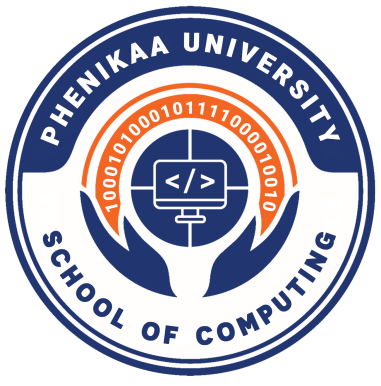 PHENIKAA UNIVERSITY
1000101000101111000010010
</>
SCHOOL OF COMPUTING